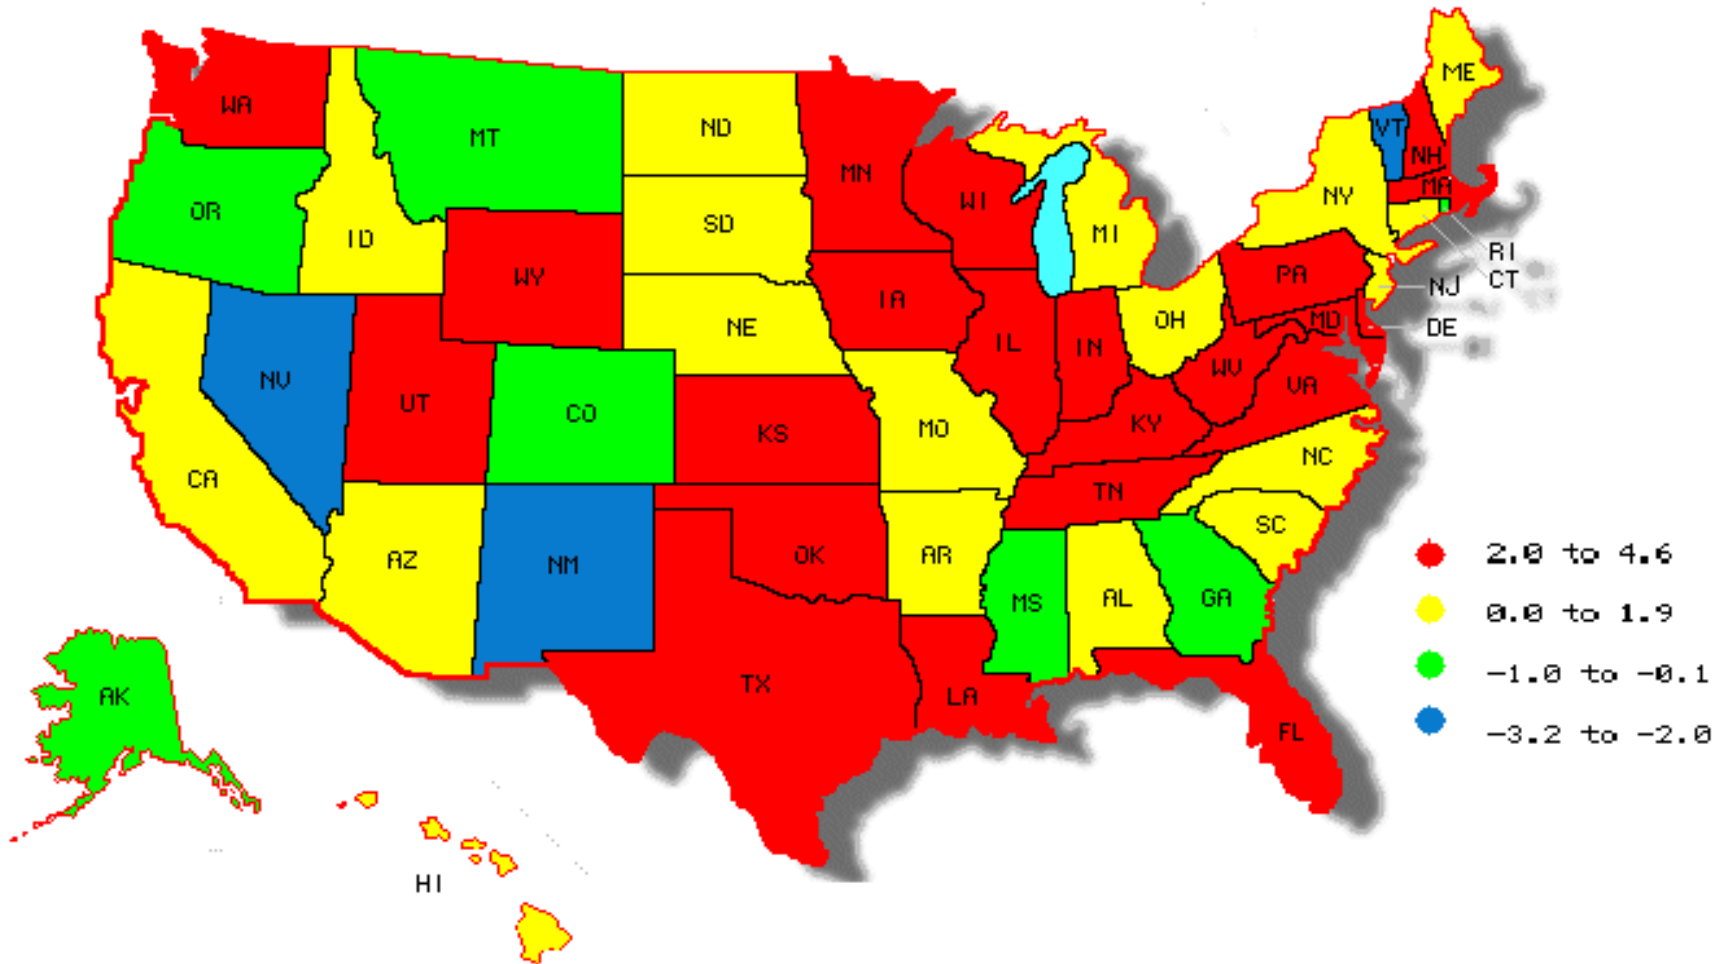 ME
WA
ND
VT
MT
NH
MN
MA
WI
NY
OR
SD
MI
ID
RI
PA
CT
WY
NJ
IA
OH
MD
DE
NE
IL
IN
WV
NV
VA
UT
CO
KY
KS
MO
NC
CA
TN
SC
2.0 to 4.6
OK
AR
AZ
NM
MS
AL
GA
0.0 to 1.9
-1.0 to -0.1
TX
AK
LA
FL
-3.2 to -2.0
HI